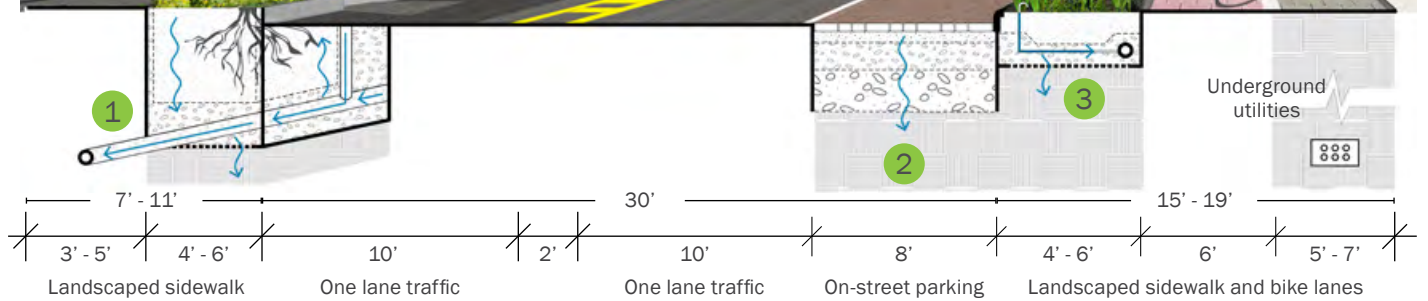 1
2
3
Underground
utilities
7' - 11'
30'
15' - 19'
3' - 5'
4' - 6'
10'
2'
10'
8'
4' - 6'
6'
5' - 7'
Landscaped sidewalk
One lane traffic
One lane traffic
On-street parking
Landscaped sidewalk and bike lanes